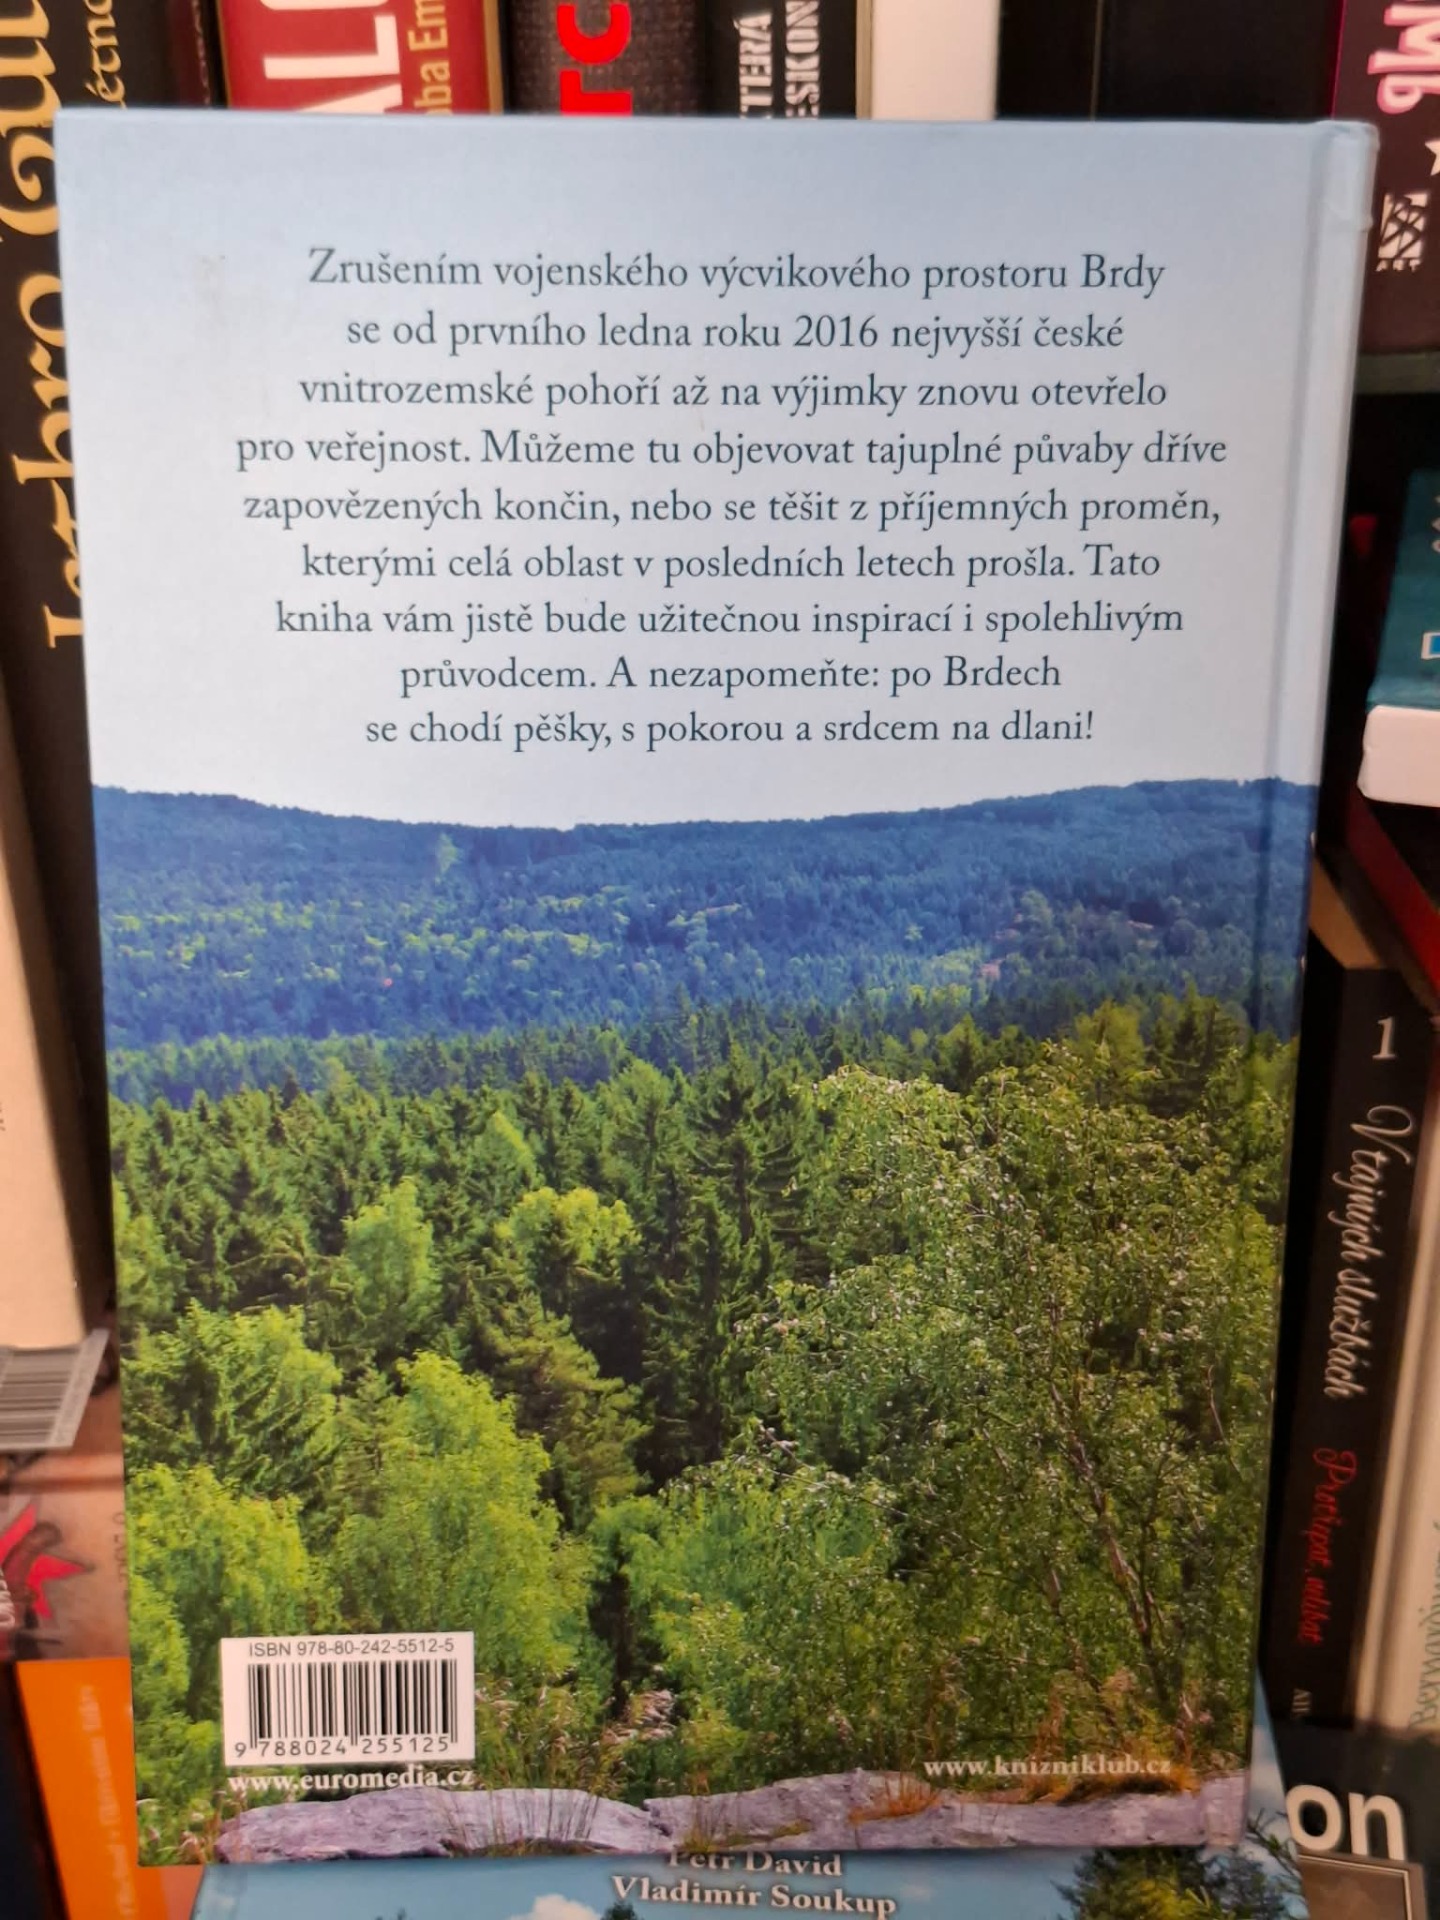 Zrušením vojenského výcvikového prostoru Brdy
se od prvního ledna roku 2016 nejvyšší české
vnitrozemské pohoří až na výjimky znovu otevřelo
pro veřejnost. Můžeme tu objevovat tajuplné půvaby dříve
zapovězených končin, nebo se těšit z příjemných proměn,
kterými celá oblast v posledních letech prošla. Tato
kniha vám jistě bude užitečnou inspirací i spolehlivým
průvodcem. A nezapomeňte: po Brdech
se chodí pěšky, s pokorou a srdcem na dlani!
ISBN 978-80-242-5512-5
9 788024 255125
www.euromedia.cz
www.knizniklub.cz
Petr David
Vladimír Soukup
1
V tajných službách
ART
on